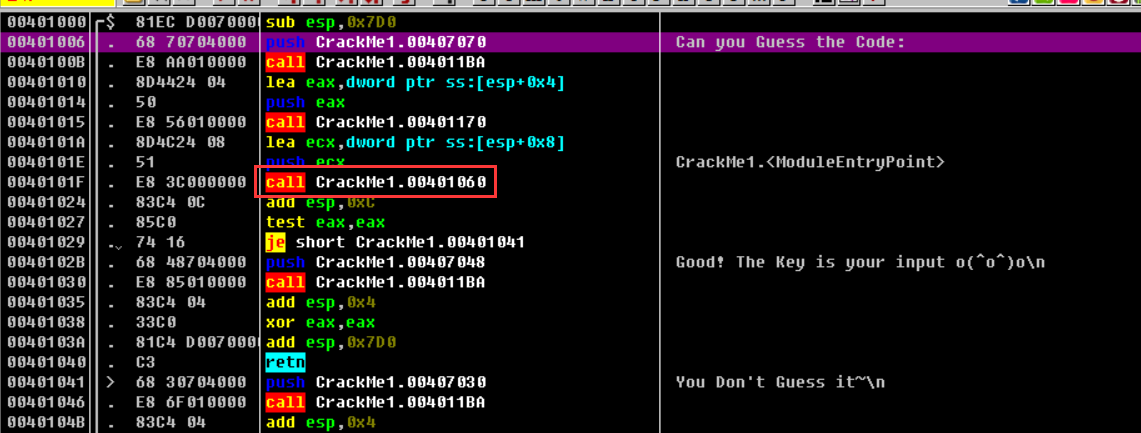 00401000 $ 81EC D0070000 sub esp,0x7D0
00401006 . 68 70704000 push CrackMe1.00407070 Can you Guess the Code:
0040100B . E8 AA010000 call CrackMe1.004011BA
00401010 . 8D4424 04 lea eax,dword ptr ss:[esp+0x4]
00401014 . 50 push eax
00401015 . E8 56010000 call CrackMe1.00401170
0040101A . 8D4C24 08 lea ecx,dword ptr ss:[esp+0x8]
0040101E . 51 push ecx CrackMe1.<ModuleEntryPoint>
0040101F . E8 3C000000 call CrackMe1.00401060
00401024 . 83C4 0C add esp,0xC
00401027 . 85C0 test eax,eax
00401029 . 74 16 je short CrackMe1.00401041
0040102B . 68 48704000 push CrackMe1.00407048 Good! The Key is your input o(^o^)o\n
00401030 . E8 85010000 call CrackMe1.004011BA
00401035 . 83C4 04 add esp,0x4
00401038 . 33C0 xor eax,eax
0040103A . 81C4 D0070000 add esp,0x7D0
00401040 . C3 retn
00401041 > 68 30704000 push CrackMe1.00407030 You Don't Guess it~\n
00401046 . E8 6F010000 call CrackMe1.004011BA
0040104B . 83C4 04 add esp,0x4